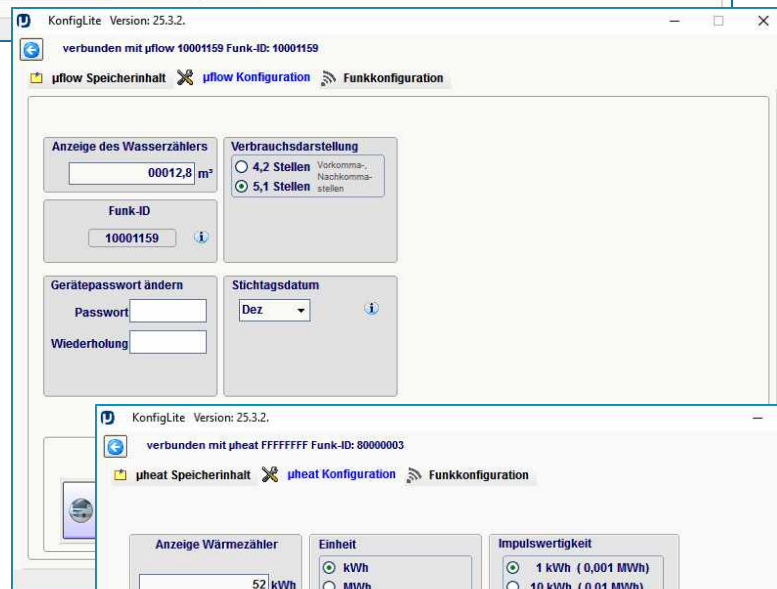 KonfigLite Version: 25.3.2.
verbunden mit µflow 10001159 Funk-ID: 10001159
µflow Speicherinhalt µflow Konfiguration Funkkonfiguration
Anzeige des Wasserzählers
00012,8 m³
Verbrauchsdarstellung
4,2 Stellen
5,1 Stellen
Vorkomma-,
Nachkomma-
stellen
Funk-ID
10001159
Gerätepasswort ändern
Passwort
Wiederholung
Stichtagsdatum
Dez
KonfigLite Version: 25.3.2.
verbunden mit µheat FFFFFFFF Funk-ID: 80000003
µheat Speicherinhalt µheat Konfiguration Funkkonfiguration
Anzeige Wärmezähler
52 kWh
Einheit
kWh
MWh
Impulswertigkeit
1 kWh ( 0,001 MWh)
10 kWh ( 0,01 MWh)